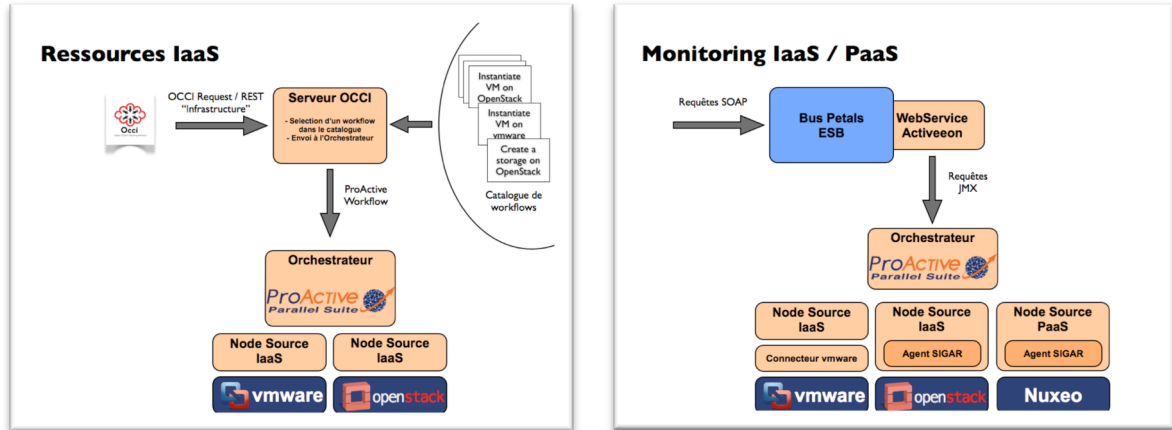 Ressources IaaS
Occi
OCCI Request / REST
“Infrastructure”
Serveur OCCI
- Selection d'un workflow
dans le catalogue
- Envoi à l'Orchestrateur
Instantiate
VM on
OpenStack
Instantiate
VM on
vmware
Create a
storage on
OpenStack
Catalogue de
workflows
ProActive
Workflow
Orchestrateur
ProActive
Parallel Suite
Node Source
IaaS
Node Source
IaaS
vmware
openstack
Monitoring IaaS / PaaS
Requêtes SOAP
Bus Petals
ESB
WebService
Activeeon
Requêtes
JMX
Orchestrateur
ProActive
Parallel Suite
Node Source
IaaS
Connecteur vmware
Node Source
IaaS
Agent SIGAR
Node Source
PaaS
Agent SIGAR
vmware
openstack
Nuxeo